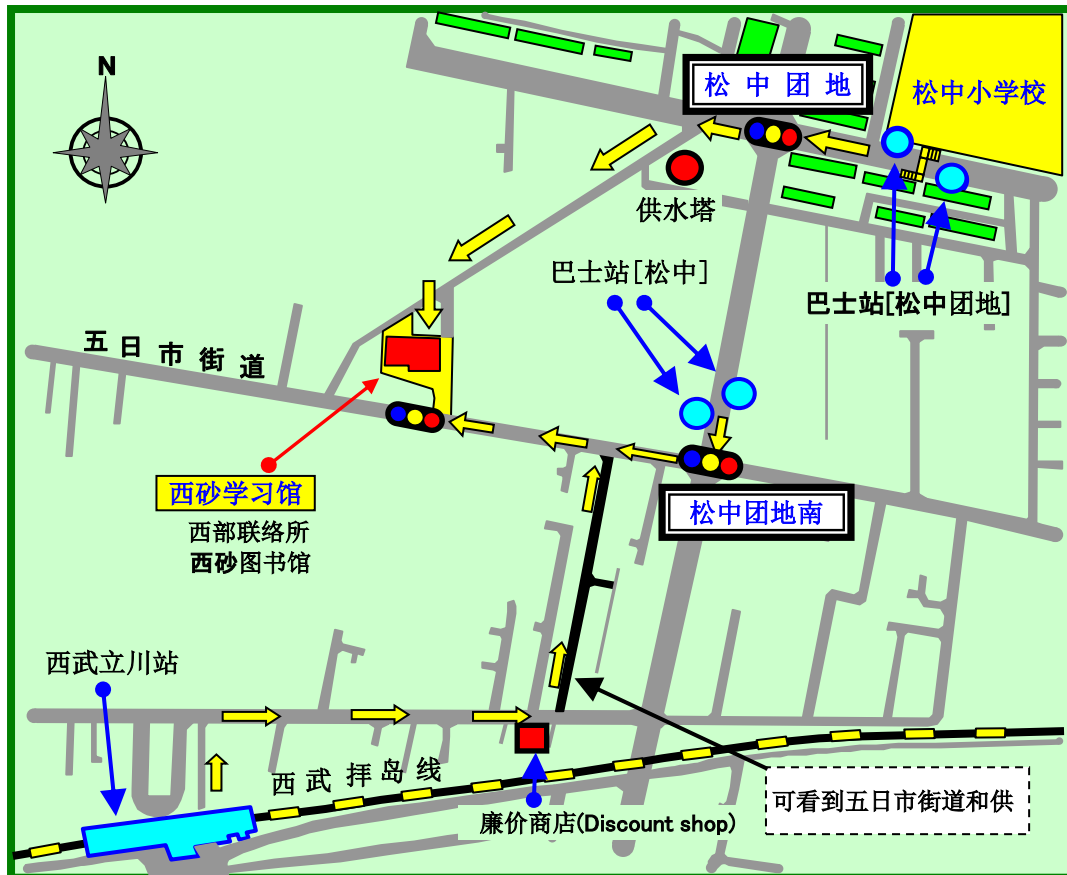 N
松中团地
松中小学校
供水塔
巴士站[松中]
巴士站[松中团地]
五日市街道
松中团地南
西砂学习馆
西部联络所
西砂图书馆
西武立川站
西武拝岛线
可看到五日市街道和供
廉价商店(Discount shop)